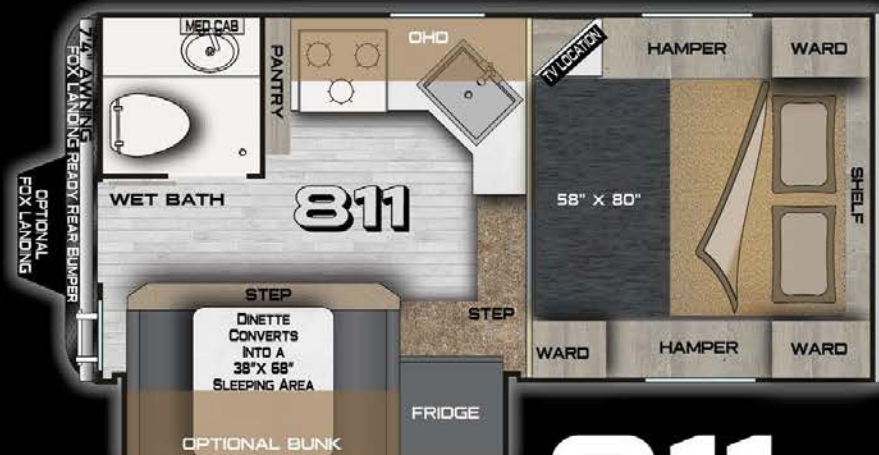 MED CAB
7'4" AWNING
FOX LANDING READY REAR BUMPER
OPTIONAL
FOX LANDING
PANTRY
WET BATH
OHD
811
TV LOCATION
HAMPER
WARD
58" X 80"
SHELF
STEP
DINETTE
CONVERTS
INTO A
38"X 68"
SLEEPING AREA
OPTIONAL BUNK
STEP
FRIDGE
WARD
HAMPER
WARD